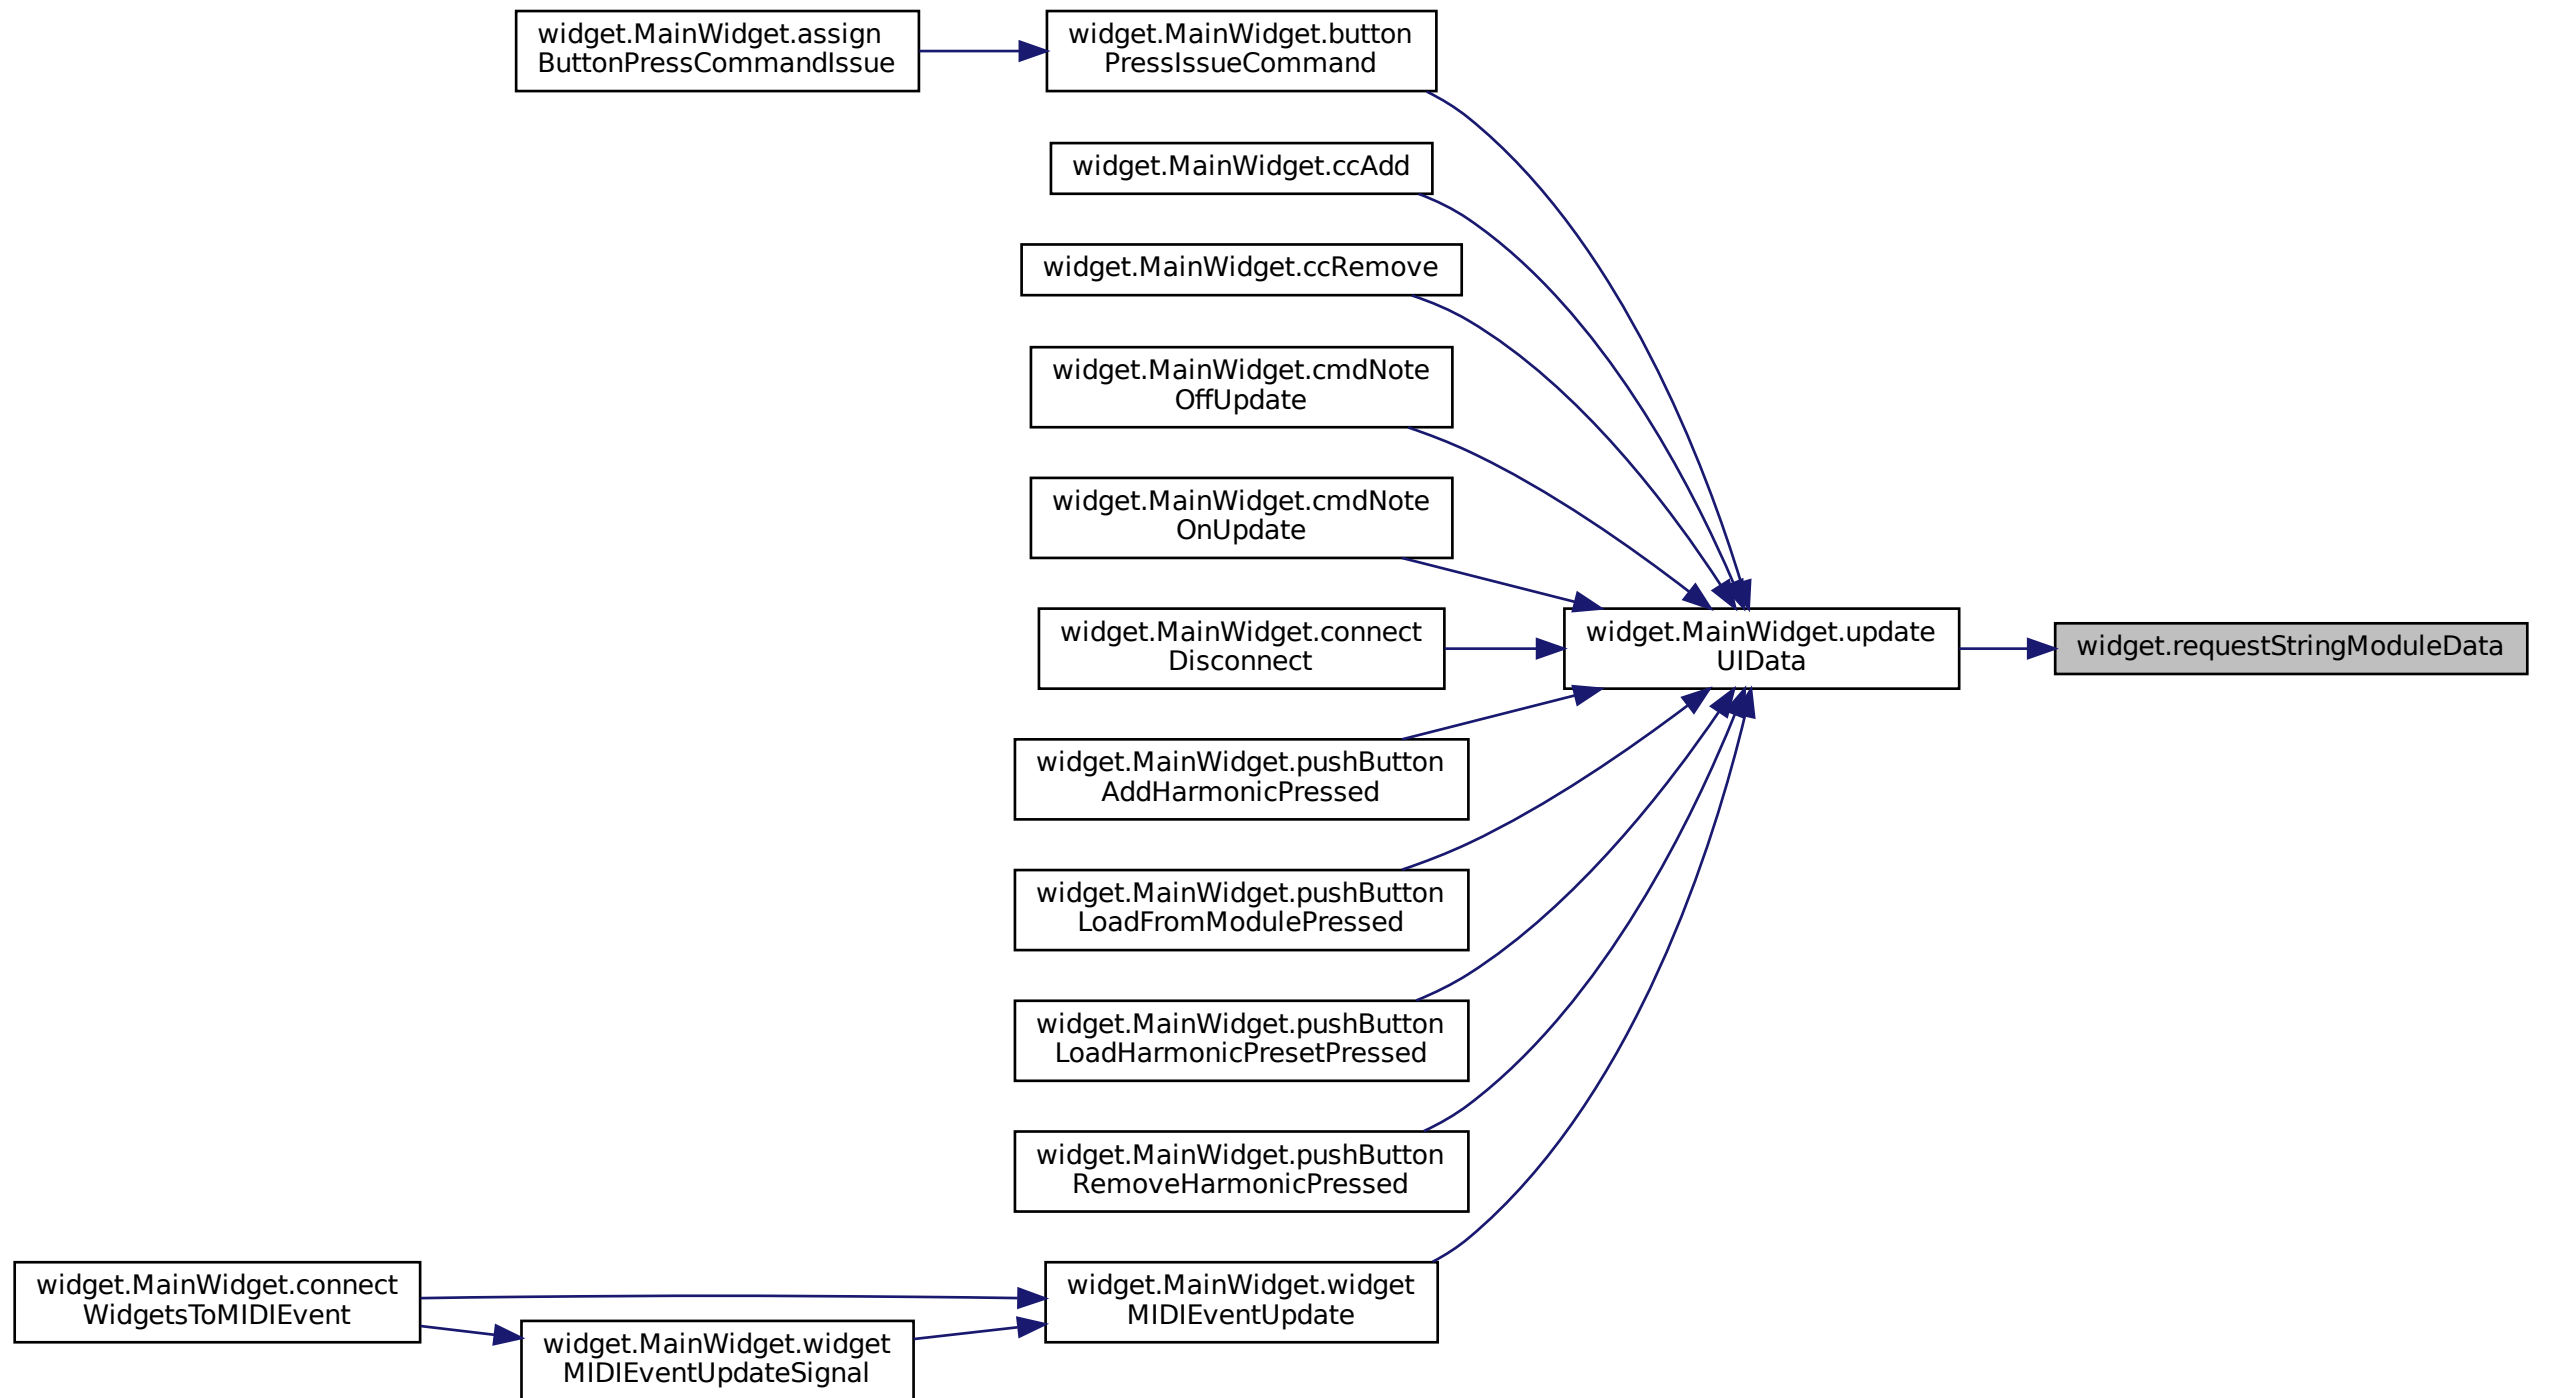 widget.MainWidget.assign
ButtonPressCommandIssue
widget.MainWidget.button
PressIssueCommand
widget.MainWidget.ccAdd
widget.MainWidget.ccRemove
widget.MainWidget.cmdNote
OffUpdate
widget.MainWidget.cmdNote
OnUpdate
widget.MainWidget.connect
Disconnect
widget.MainWidget.update
UIData
widget.requestStringModuleData
widget.MainWidget.pushButton
AddHarmonicPressed
widget.MainWidget.pushButton
LoadFromModulePressed
widget.MainWidget.pushButton
LoadHarmonicPresetPressed
widget.MainWidget.pushButton
RemoveHarmonicPressed
widget.MainWidget.connect
WidgetsToMIDIEvent
widget.MainWidget.widget
MIDIEventUpdate
widget.MainWidget.widget
MIDIEventUpdateSignal